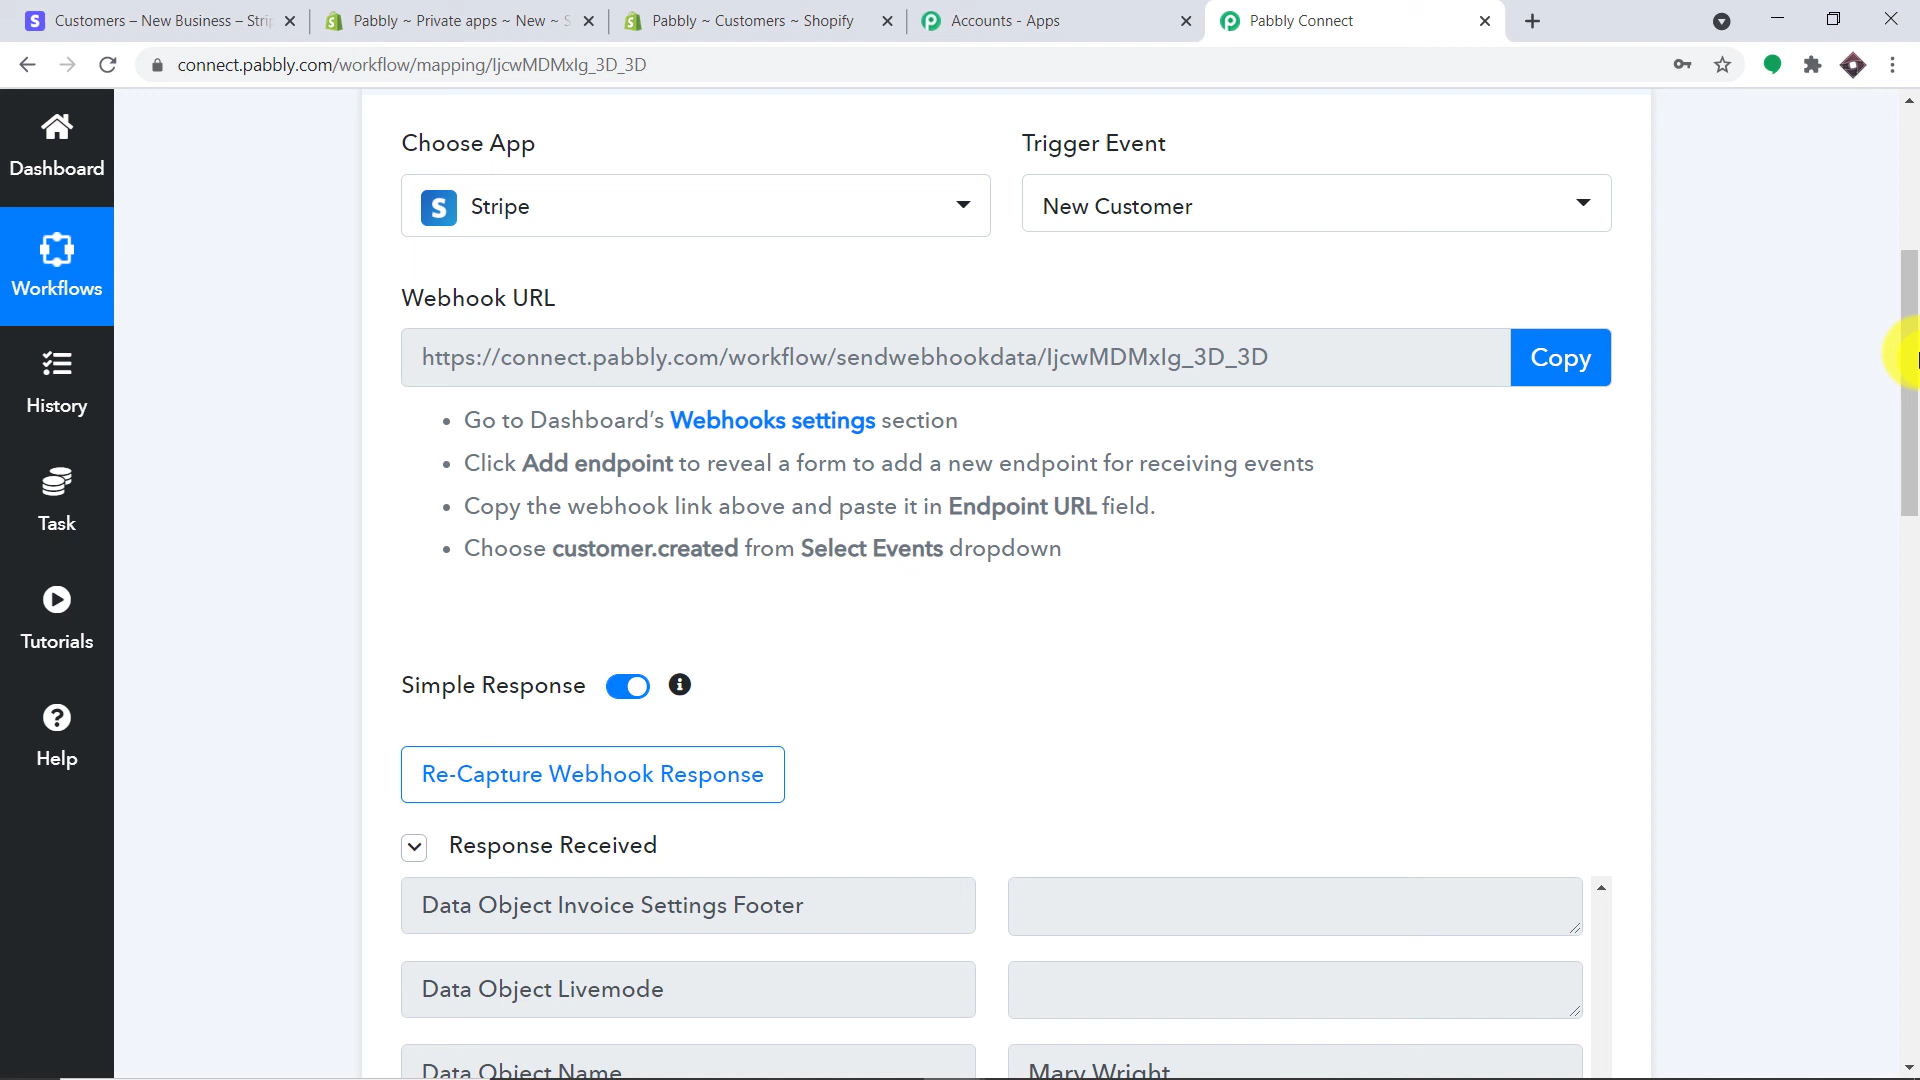 Customers – New Business – Stri
Pabbly ~ Private apps ~ New ~ S
Pabbly ~ Customers ~ Shopify
Accounts - Apps
Pabbly Connect
connect.pabbly.com/workflow/mapping/IjcwMDMxIg_3D_3D
Dashboard
Workflows
History
Task
Tutorials
Help
Choose App
Trigger Event
S Stripe
New Customer
Webhook URL
https://connect.pabbly.com/workflow/sendwebhookdata/IjcwMDMxIg_3D_3D
Copy
• Go to Dashboard's Webhooks settings section
• Click Add endpoint to reveal a form to add a new endpoint for receiving events
• Copy the webhook link above and paste it in Endpoint URL field.
• Choose customer.created from Select Events dropdown
Simple Response
Re-Capture Webhook Response
Response Received
Data Object Invoice Settings Footer
Data Object Livemode
Data Object Name
Mary Wright